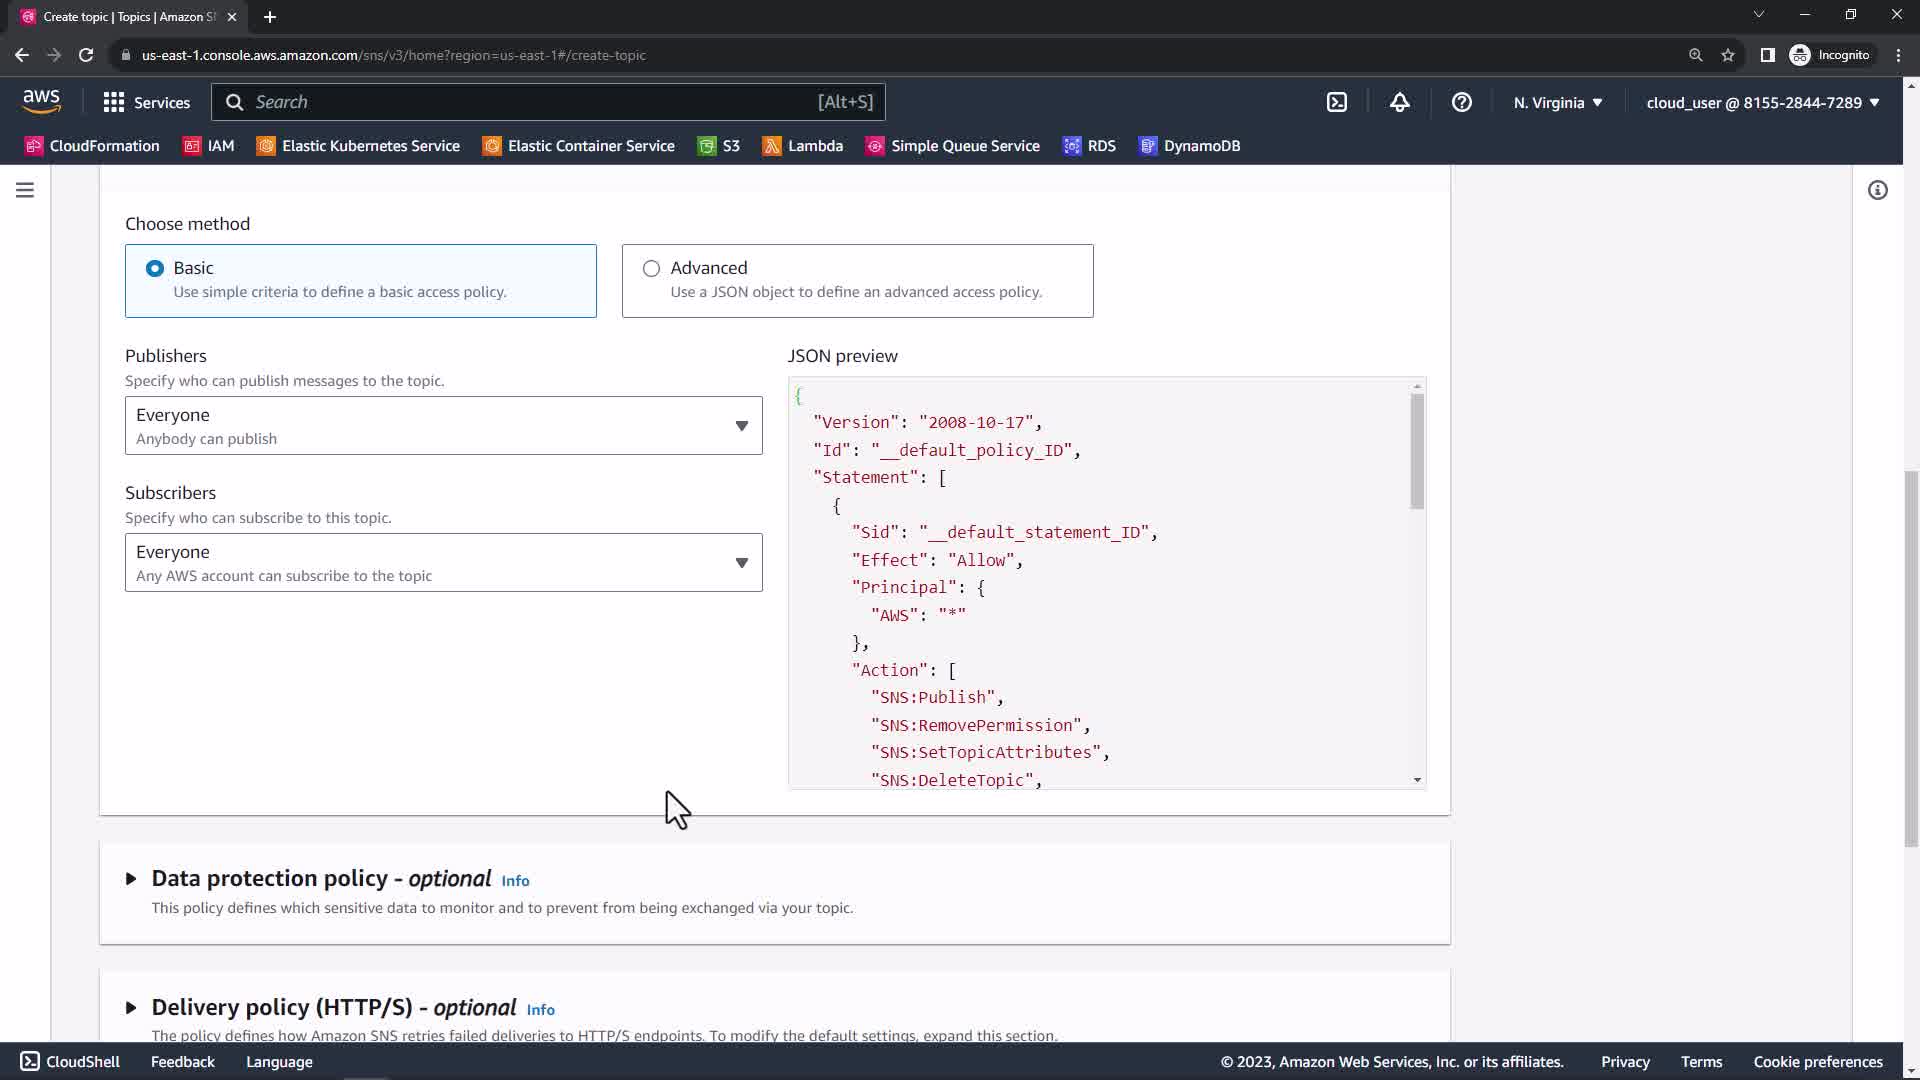 Create topic | Topics | Amazon S
us-east-1.console.aws.amazon.com/sns/v3/home?region=us-east-1#/create-topic
Incognito
aws
Services
Search
[Alt+S]
N. Virginia
cloud_user @ 8155-2844-7289
CloudFormation
IAM
Elastic Kubernetes Service
Elastic Container Service
S3
Lambda
Simple Queue Service
RDS
DynamoDB
Choose method
Basic
Use simple criteria to define a basic access policy.
Advanced
Use a JSON object to define an advanced access policy.
Publishers
Specify who can publish messages to the topic.
Everyone
Anybody can publish
Subscribers
Specify who can subscribe to this topic.
Everyone
Any AWS account can subscribe to the topic
JSON preview
{
"Version": "2008-10-17",
"Id": "__default_policy_ID",
"Statement": [
{
"Sid": "__default_statement_ID",
"Effect": "Allow",
"Principal": {
"AWS": "*"
},
"Action": [
"SNS:Publish",
"SNS:RemovePermission",
"SNS:SetTopicAttributes",
"SNS:DeleteTopic",
Data protection policy - optional Info
This policy defines which sensitive data to monitor and to prevent from being exchanged via your topic.
Delivery policy (HTTP/S) - optional Info
The policy defines how Amazon SNS retries failed deliveries to HTTP/S endpoints. To modify the default settings, expand this section.
CloudShell
Feedback
Language
© 2023, Amazon Web Services, Inc. or its affiliates.
Privacy
Terms
Cookie preferences